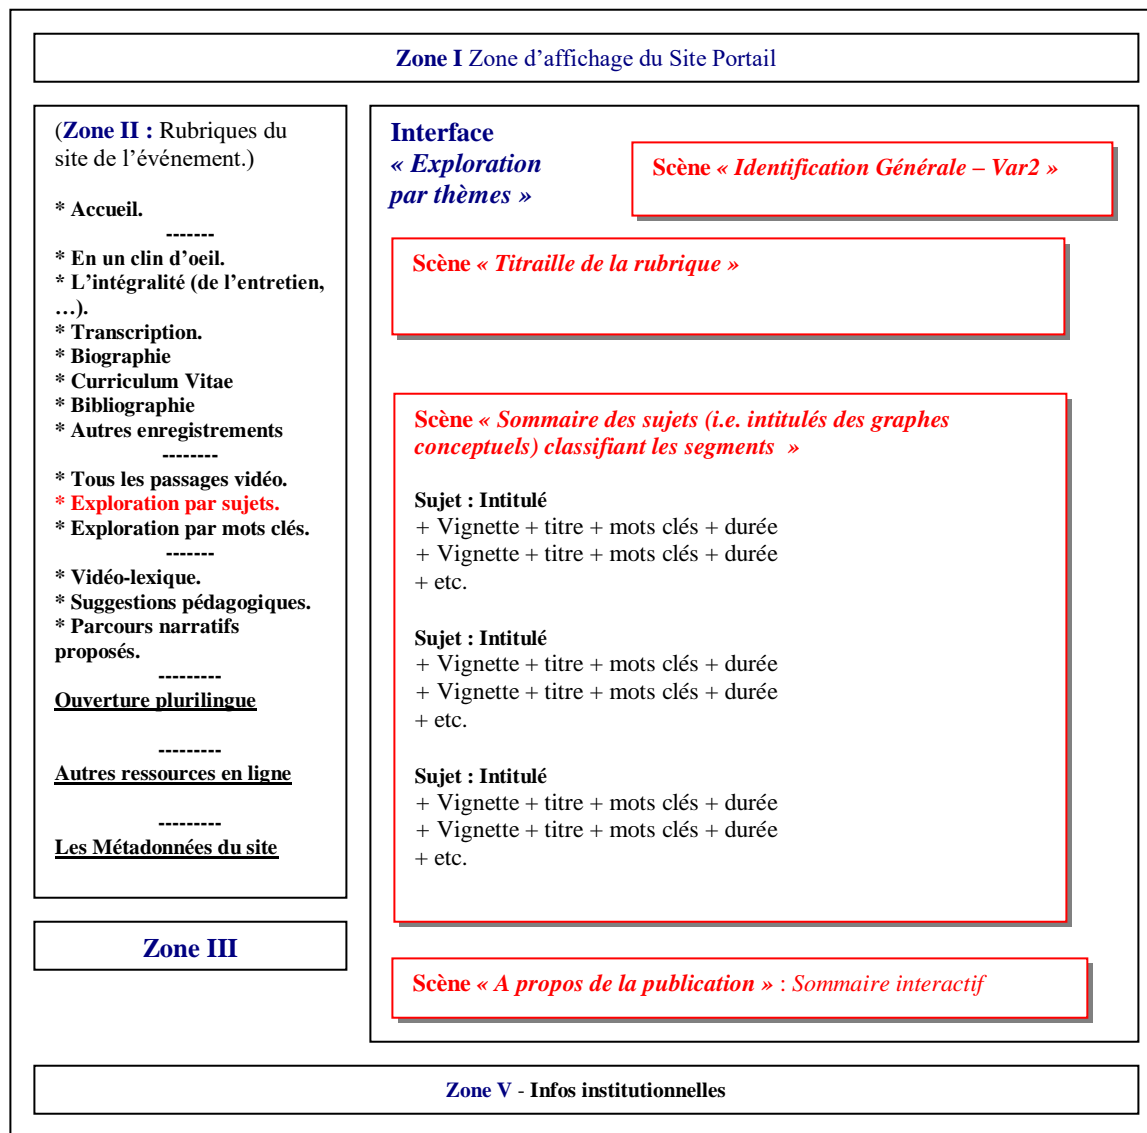 Zone I Zone d’affichage du Site Portail
(Zone II : Rubriques du
site de l’événement.)
* Accueil.
-------
* En un clin d’oeil.
* L’intégralité (de l’entretien,
…).
* Transcription.
* Biographie
* Curriculum Vitae
* Bibliographie
* Autres enregistrements
--------
* Tous les passages vidéo.
* Exploration par sujets.
* Exploration par mots clés.
-------
* Vidéo-lexique.
* Suggestions pédagogiques.
* Parcours narratifs
proposés.
---------
Ouverture plurilingue
---------
Autres ressources en ligne
---------
Les Métadonnées du site
Zone III
Interface
« Exploration
par thèmes »
Scène « Identification Générale – Var2 »
Scène « Titraille de la rubrique »
Scène « Sommaire des sujets (i.e. intitulés des graphes
conceptuels) classifiant les segments  »
Sujet : Intitulé
+ Vignette + titre + mots clés + durée
+ Vignette + titre + mots clés + durée
+ etc.
Sujet : Intitulé
+ Vignette + titre + mots clés + durée
+ Vignette + titre + mots clés + durée
+ etc.
Sujet : Intitulé
+ Vignette + titre + mots clés + durée
+ Vignette + titre + mots clés + durée
+ etc.
Scène « A propos de la publication » : Sommaire interactif
Zone V - Infos institutionnelles